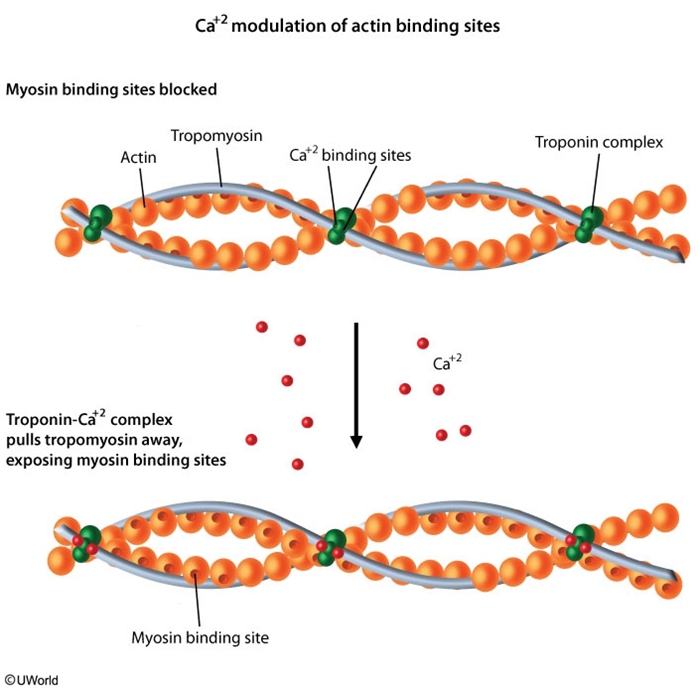 Ca+2 modulation of actin binding sites
Myosin binding sites blocked
Tropomyosin
Actin
Ca+2 binding sites
Troponin complex
Ca+2
Troponin-Ca+2 complex
pulls tropomyosin away,
exposing myosin binding sites
Myosin binding site
©UWorld